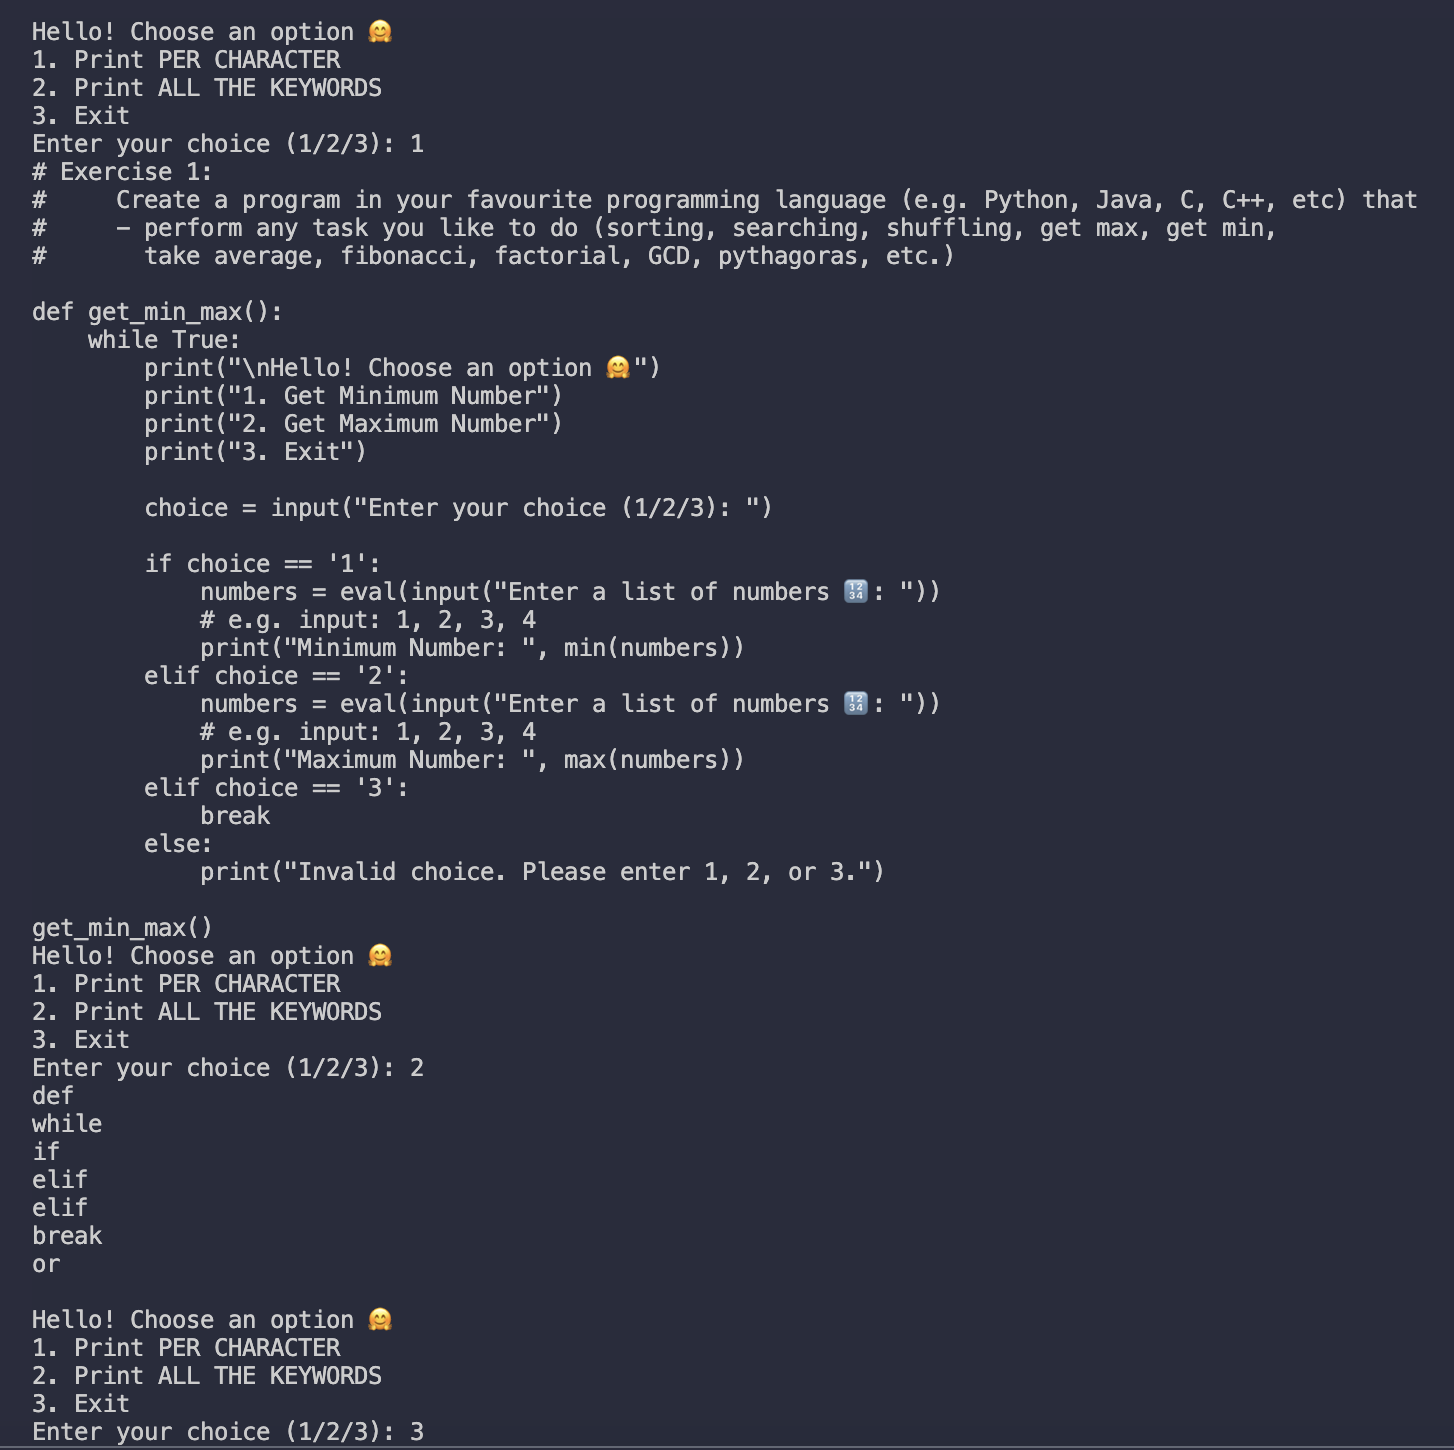 Hello! Choose an option 🤗
1. Print PER CHARACTER
2. Print ALL THE KEYWORDS
3. Exit
Enter your choice (1/2/3): 1
# Exercise 1:
#     Create a program in your favourite programming language (e.g. Python, Java, C, C++, etc) that
#     - perform any task you like to do (sorting, searching, shuffling, get max, get min,
#       take average, fibonacci, factorial, GCD, pythagoras, etc.)

def get_min_max():
    while True:
        print("\nHello! Choose an option 🤗")
        print("1. Get Minimum Number")
        print("2. Get Maximum Number")
        print("3. Exit")

        choice = input("Enter your choice (1/2/3): ")

        if choice == '1':
            numbers = eval(input("Enter a list of numbers 🔢: "))
            # e.g. input: 1, 2, 3, 4
            print("Minimum Number: ", min(numbers))
        elif choice == '2':
            numbers = eval(input("Enter a list of numbers 🔢: "))
            # e.g. input: 1, 2, 3, 4
            print("Maximum Number: ", max(numbers))
        elif choice == '3':
            break
        else:
            print("Invalid choice. Please enter 1, 2, or 3.")

get_min_max()
Hello! Choose an option 🤗
1. Print PER CHARACTER
2. Print ALL THE KEYWORDS
3. Exit
Enter your choice (1/2/3): 2
def
while
if
elif
elif
break
or

Hello! Choose an option 🤗
1. Print PER CHARACTER
2. Print ALL THE KEYWORDS
3. Exit
Enter your choice (1/2/3): 3